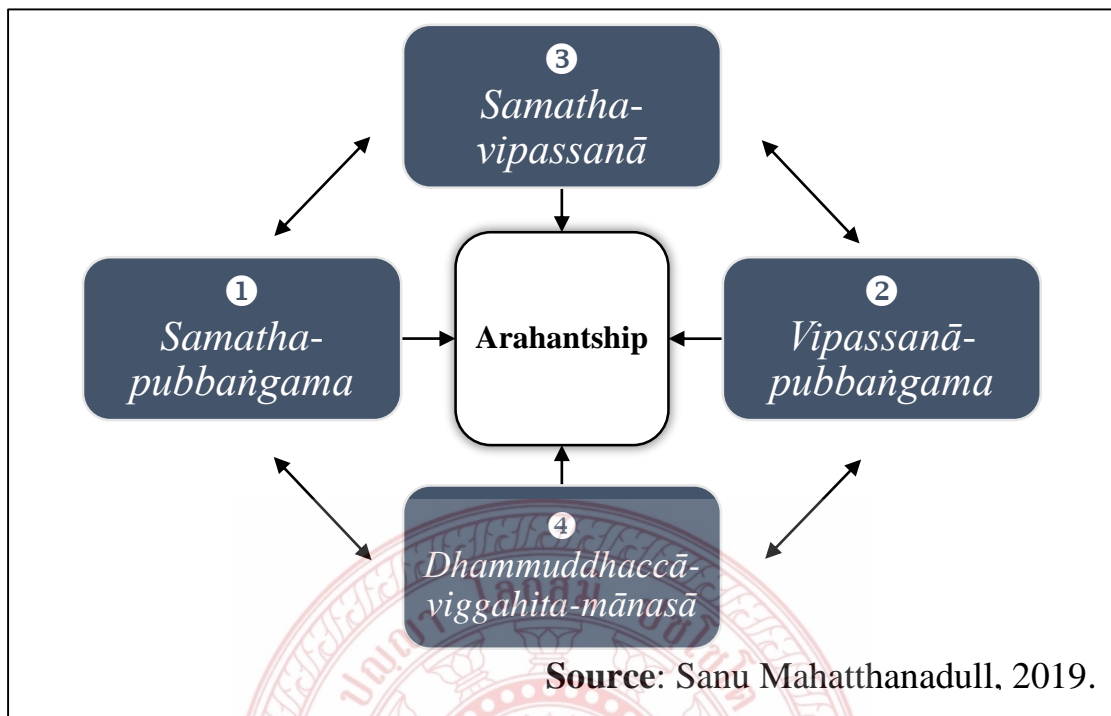 ❸
Samatha-
vipassanā
❶
Samatha-
pubbaṅgama
Arahantship
❷
Vipassanā-
pubbaṅgama
❹
Dhammuddhaccā-
viggahita-mānasā
Source: Sanu Mahatthanadull, 2019.